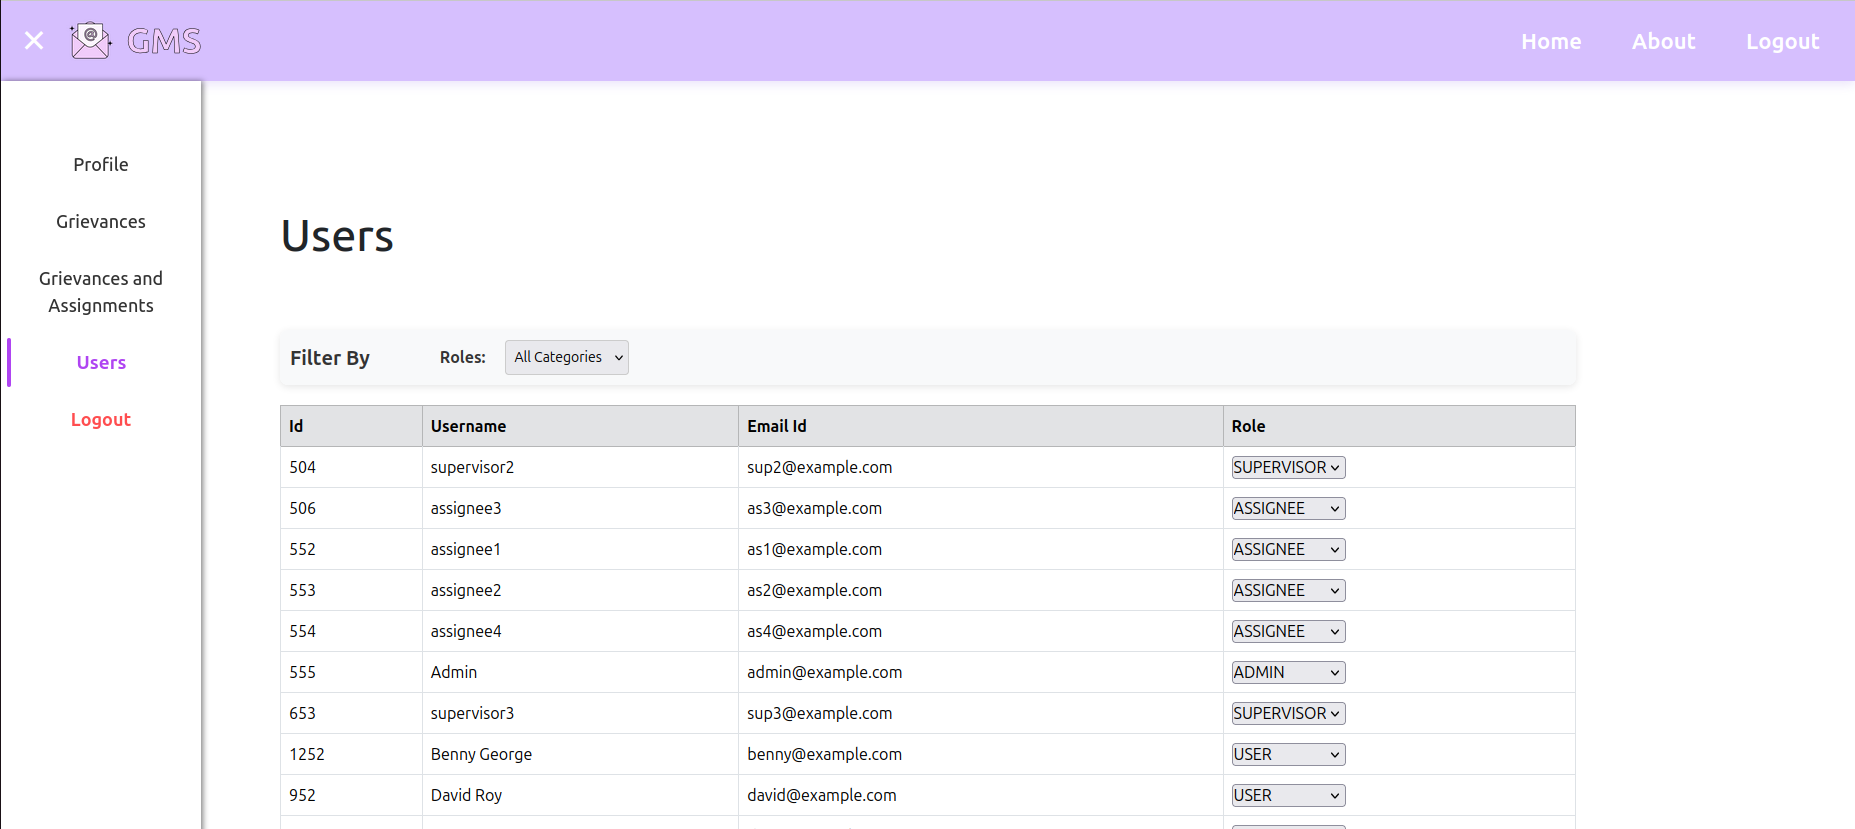 @ GMS Home About Logout
Profile
Grievances
Grievances and
Assignments
Users
Logout
Users
Filter By Roles: All Categories
Id Username Email Id Role
504 supervisor2 sup2@example.com SUPERVISOR
506 assignee3 as3@example.com ASSIGNEE
552 assignee1 as1@example.com ASSIGNEE
553 assignee2 as2@example.com ASSIGNEE
554 assignee4 as4@example.com ASSIGNEE
555 Admin admin@example.com ADMIN
653 supervisor3 sup3@example.com SUPERVISOR
1252 Benny George benny@example.com USER
952 David Roy david@example.com USER